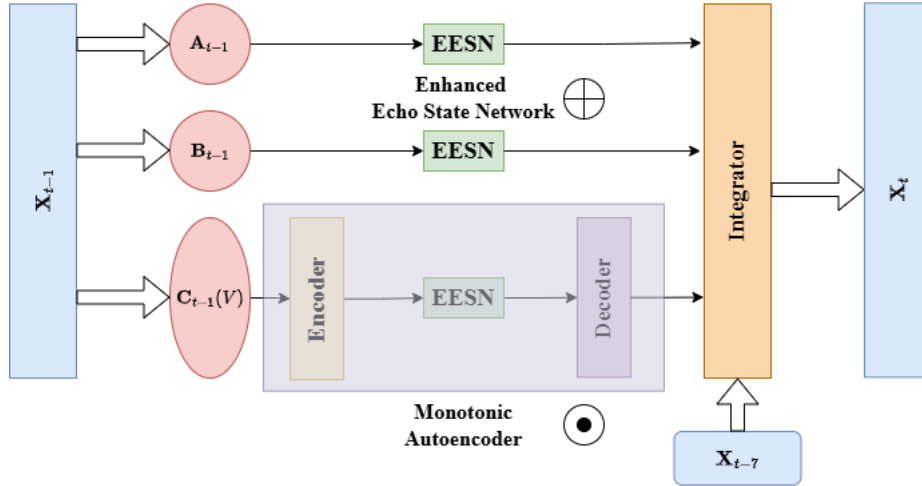 X_{t−1}
A_{t−1}
EESN
Enhanced
Echo State Network
B_{t−1}
EESN
C_{t−1}(V)
Encoder
EESN
Decoder
Monotonic
Autoencoder
Integrator
X_{t−7}
X_t